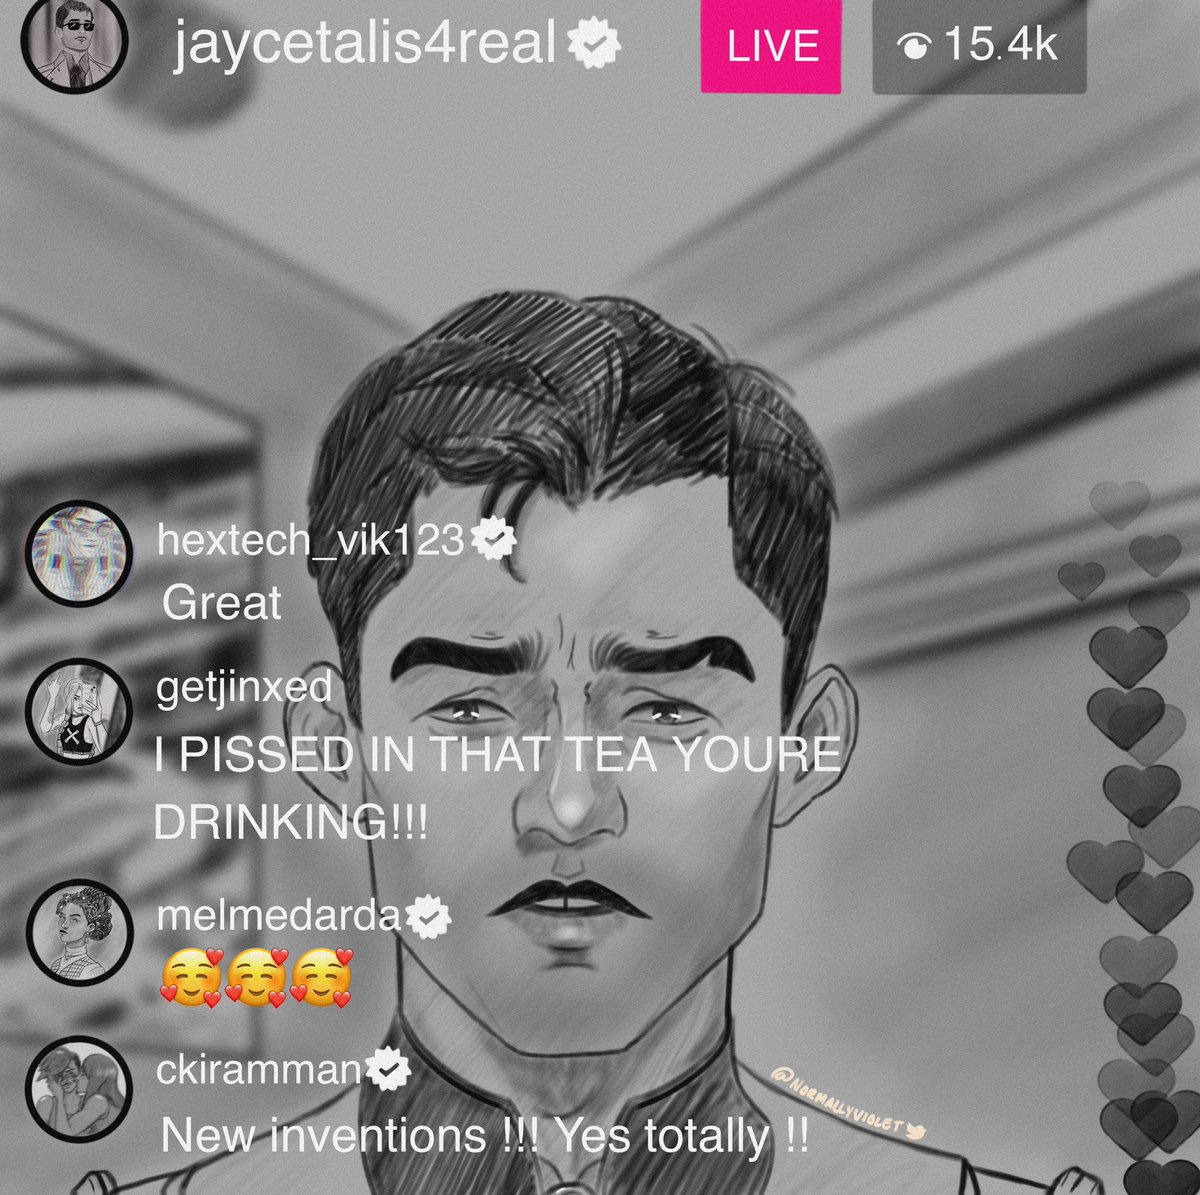 jaycetalis4real
LIVE
15.4k
hextech_vik123
Great
getjinxed
I PISSED IN THAT TEA YOURE
DRINKING!!!
melmedarda
🥰🥰🥰
ckiramman
New inventions !!! Yes totally !!
@NORMALLYVIOLET